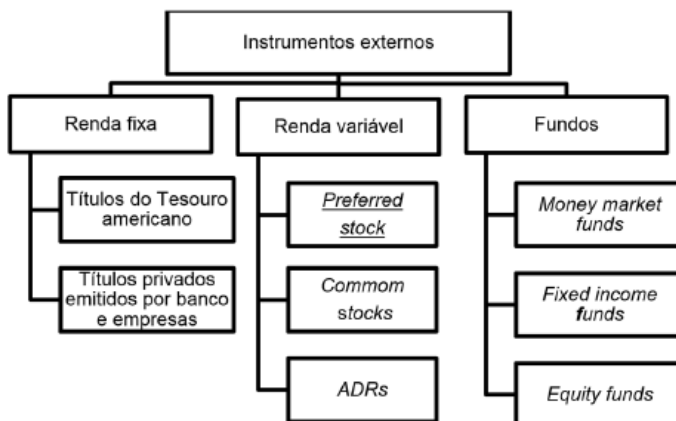 Instrumentos externos
Renda fixa
Renda variável
Fundos
Títulos do Tesouro
americano
Títulos privados
emitidos por banco
e empresas
Preferred
stock
Commom
stocks
ADRs
Money market
funds
Fixed income
funds
Equity funds